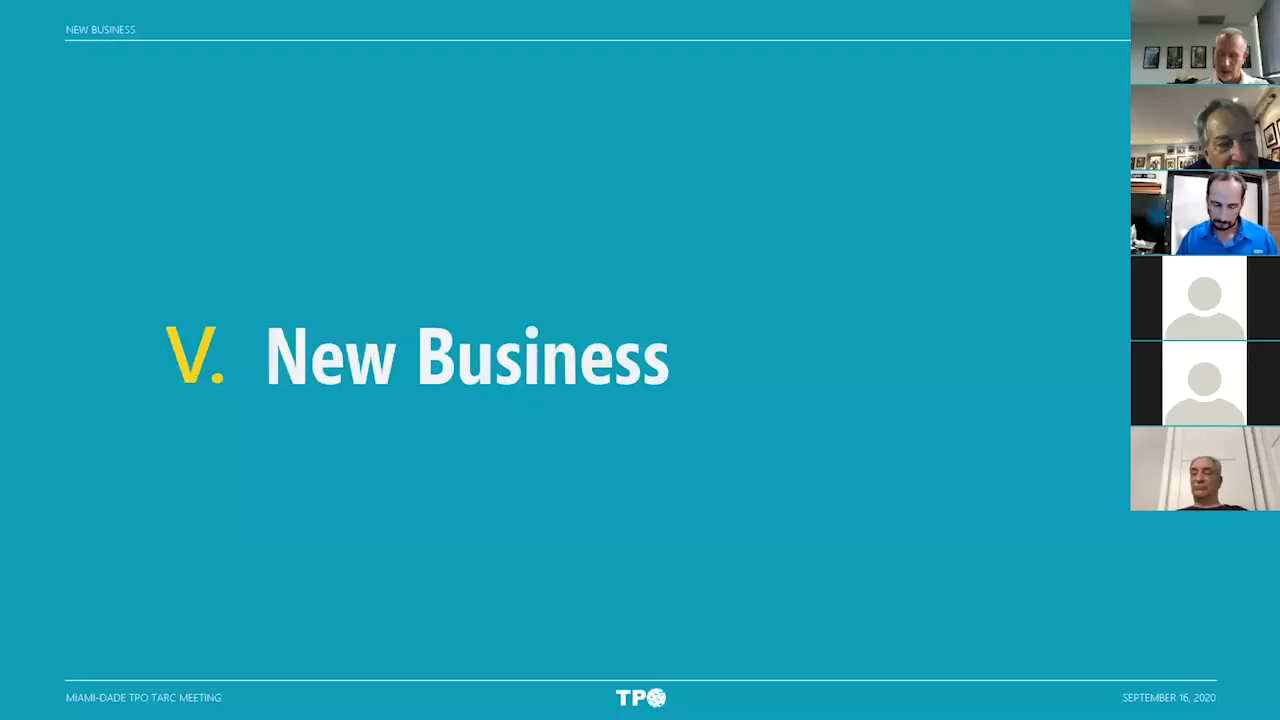 NEW BUSINESS
V. New Business
MIAMI-DADE TPO TARC MEETING
TPO
SEPTEMBER 16, 2020